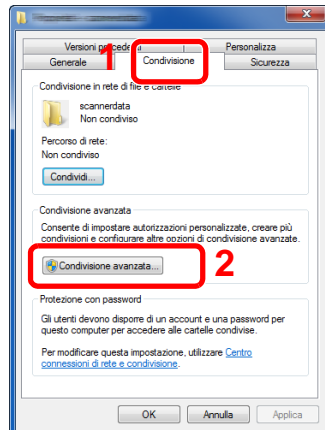 Versioni precedenti
Personalizza
1
Generale
Condivisione
Sicurezza
Condivisione in rete di file e cartelle
scannerdata
Non condiviso
Percorso di rete:
Non condiviso
Condividi...
Condivisione avanzata
Consente di impostare autorizzazioni personalizzate, creare più
condivisioni e configurare altre opzioni di condivisione avanzate.
Condivisione avanzata...
2
Protezione con password
Gli utenti devono disporre di un account e una password per
questo computer per accedere alle cartelle condivise.
Per modificare questa impostazione, utilizzare Centro
connessioni di rete e condivisione.
OK
Annulla
Applica